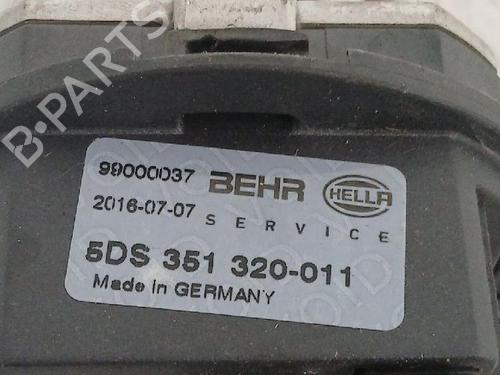 B-PARTS
99000037 BEHR HELLA
2016-07-07 SERVICE
5DS 351 320-011
Made in GERMANY